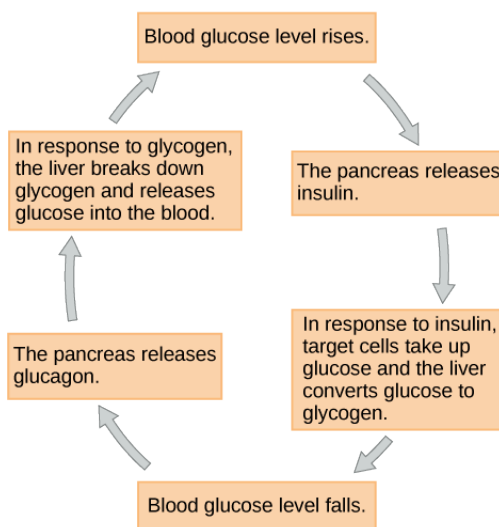 Blood glucose level rises.
The pancreas releases
insulin.
In response to insulin,
target cells take up
glucose and the liver
converts glucose to
glycogen.
Blood glucose level falls.
The pancreas releases
glucagon.
In response to glycogen,
the liver breaks down
glycogen and releases
glucose into the blood.